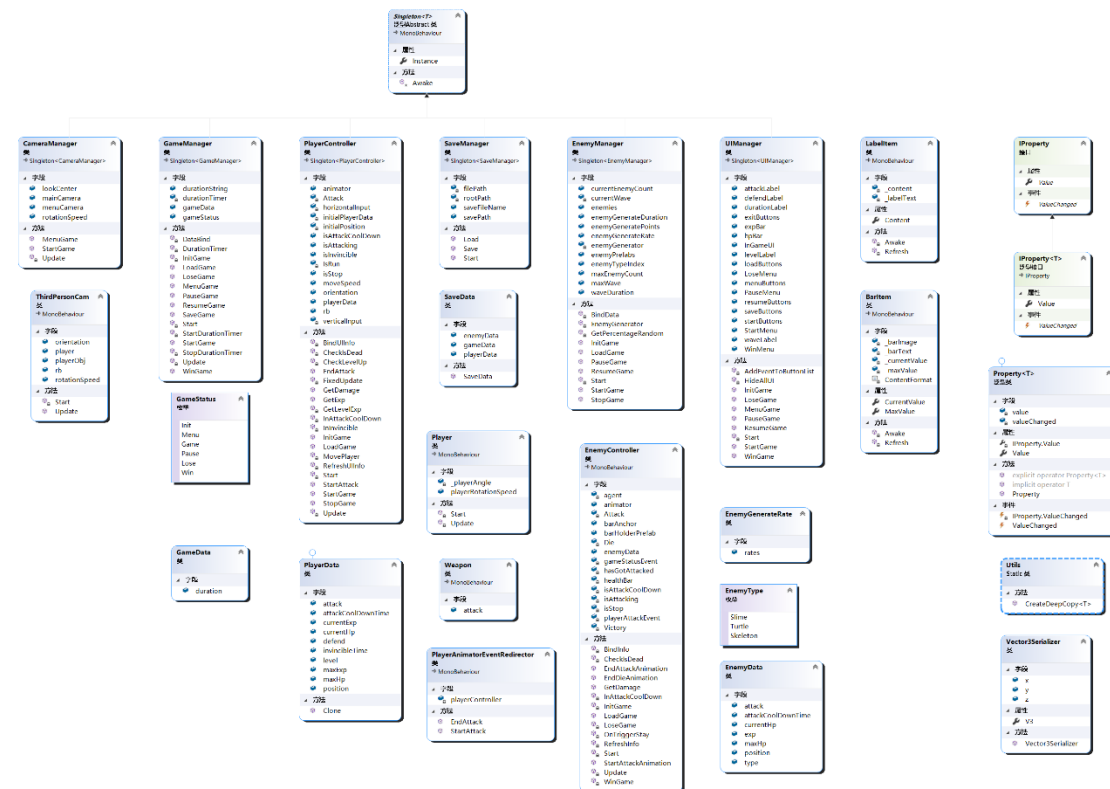 Singleton<T>
泛型Abstract 类
MonoBehaviour
属性
Instance
方法
Awake
CameraManager
类
Singleton<CameraManager>
字段
lookCenter
mainCamera
menuCamera
rotationSpeed
方法
MenuGame
StartGame
Update
GameManager
类
Singleton<GameManager>
字段
durationString
durationTimer
gameData
gameStatus
方法
DataBind
DurationTimer
InitGame
LoadGame
LoseGame
MenuGame
PauseGame
ResumeGame
SaveGame
Start
StartDurationTimer
StartGame
StopDurationTimer
Update
WinGame
PlayerController
类
Singleton<PlayerController>
字段
animator
Attack
horizontalInput
initialPlayerData
initialPosition
isAttackCoolDown
isAttacking
isInvincible
IsRun
isStop
moveSpeed
orientation
playerData
rb
verticalInput
方法
BindUIInfo
CheckIsDead
CheckLevelUp
EndAttack
FixedUpdate
GetDamage
GetExp
GetLevelExp
InAttackCoolDown
InInvincible
InitGame
LoadGame
MovePlayer
RefreshUIInfo
Start
StartAttack
StartGame
StopGame
Update
SaveManager
类
Singleton<SaveManager>
字段
filePath
rootPath
saveFileName
savePath
方法
Load
Save
Start
EnemyManager
类
Singleton<EnemyManager>
字段
currentEnemyCount
currentWave
enemies
enemyGenerateDuration
enemyGeneratePoints
enemyGenerateRate
enemyGenerator
enemyPrefabs
enemyTypeIndex
maxEnemyCount
maxWave
waveDuration
方法
BindData
EnemyGenerator
GetPercentageRandom
InitGame
LoadGame
PauseGame
ResumeGame
Start
StartGame
StopGame
UIManager
类
Singleton<UIManager>
字段
attackLabel
defendLabel
durationLabel
exitButtons
expBar
hpBar
InGameUI
levelLabel
loadButtons
LoseMenu
menuButtons
PauseMenu
resumeButtons
saveButtons
startButtons
StartMenu
waveLabel
WinMenu
方法
AddEventToButtonList
HideAllUI
InitGame
LoseGame
MenuGame
PauseGame
ResumeGame
Start
StartGame
WinGame
LabelItem
类
MonoBehaviour
字段
_content
_labelText
属性
Content
方法
Awake
Refresh
IProperty
接口
属性
Value
事件
ValueChanged
ThirdPersonCam
类
MonoBehaviour
字段
orientation
player
playerObj
rb
rotationSpeed
方法
Start
Update
SaveData
类
字段
enemyData
gameData
playerData
方法
SaveData
BarItem
类
MonoBehaviour
字段
_barImage
_barText
_currentValue
_maxValue
ContentFormat
属性
CurrentValue
MaxValue
方法
Awake
Refresh
IProperty<T>
泛型接口
IProperty
属性
Value
事件
ValueChanged
GameStatus
枚举
Init
Menu
Game
Pause
Lose
Win
Player
类
MonoBehaviour
字段
_playerAngle
playerRotationSpeed
方法
Start
Update
EnemyController
类
MonoBehaviour
字段
agent
animator
Attack
barAnchor
barHolderPrefab
Die
enemyData
gameStatusEvent
hasGotAttacked
healthBar
isAttackCoolDown
isAttacking
isStop
playerAttackEvent
Victory
方法
BindInfo
CheckIsDead
EndAttackAnimation
EndDieAnimation
GetDamage
InAttackCoolDown
InitGame
LoadGame
LoseGame
OnTriggerStay
RefreshInfo
Start
StartAttackAnimation
Update
WinGame
Property<T>
泛型类
字段
value
valueChanged
属性
IProperty.Value
Value
方法
explicit operator Property<T>
implicit operator T
Property
事件
IProperty.ValueChanged
ValueChanged
EnemyGenerateRate
类
字段
rates
GameData
类
字段
duration
PlayerData
类
字段
attack
attackCoolDownTime
currentExp
currentHp
defend
invincibleTime
level
maxExp
maxHp
position
方法
Clone
Weapon
类
MonoBehaviour
字段
attack
EnemyType
枚举
Slime
Turtle
Skeleton
Utils
Static 类
方法
CreateDeepCopy<T>
PlayerAnimatorEventRedirector
类
MonoBehaviour
字段
playerController
方法
EndAttack
StartAttack
EnemyData
类
字段
attack
attackCoolDownTime
currentHp
exp
maxHp
position
type
Vector3Serializer
类
字段
x
y
z
属性
V3
方法
Vector3Serializer